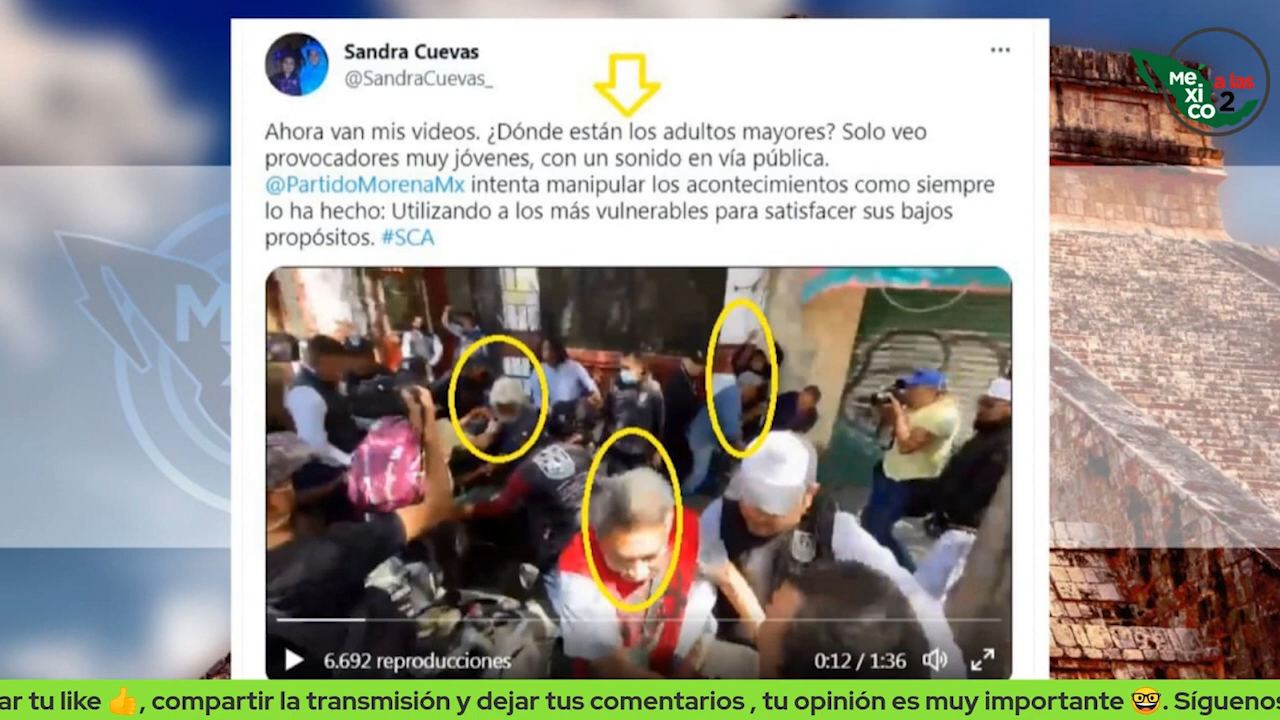 Sandra Cuevas
@SandraCuevas_
Ahora van mis videos. ¿Dónde están los adultos mayores? Solo veo
provocadores muy jóvenes, con un sonido en vía pública.
@PartidoMorenaMx intenta manipular los acontecimientos como siempre
lo ha hecho: Utilizando a los más vulnerables para satisfacer sus bajos
propósitos. #SCA
6.692 reproducciones
0:12 / 1:36
Mé
xi
co
a las
2
M
ar tu like 👍, compartir la transmisión y dejar tus comentarios , tu opinión es muy importante 🤓. Síguenos